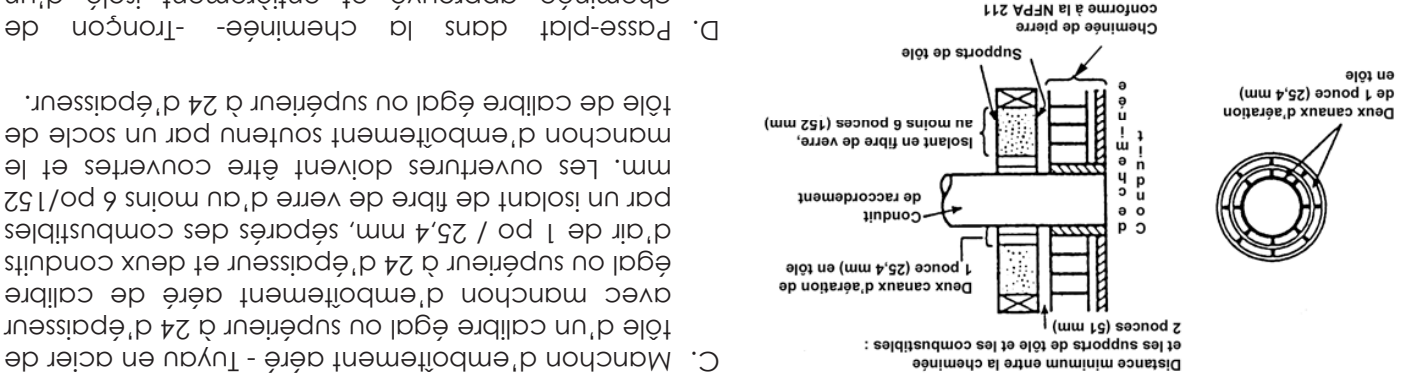 C. Manchon d'emboîtement aéré - Tuyau en acier de
tôle d'un calibre égal ou supérieur à 24 d'épaisseur
avec manchon d'emboîtement aéré de calibre
égal ou supérieur à 24 d'épaisseur et deux conduits
d'air de 1 po / 25,4 mm, séparés des combustibles
par un isolant de fibre de verre d'au moins 6 po/152
mm. Les ouvertures doivent être couvertes et le
manchon d'emboîtement soutenu par un socle de
tôle de calibre égal ou supérieur à 24 d'épaisseur.
D. Passe-plat dans la cheminée- -Tronçon de
cheminée approuvé et entièrement isolé d'un
Distance minimum entre la cheminée
et les supports de tôle et les combustibles :
2 pouces (51 mm)
Deux canaux d'aération de
1 pouce (25,4 mm) en tôle
Conduit
de raccordement
Isolant en fibre de verre,
au moins 6 pouces (152 mm)
Supports de tôle
Cheminée de pierre
conforme à la NFPA 211
Conduit
de cheminée
Deux canaux d'aération
de 1 pouce (25,4 mm)
en tôle